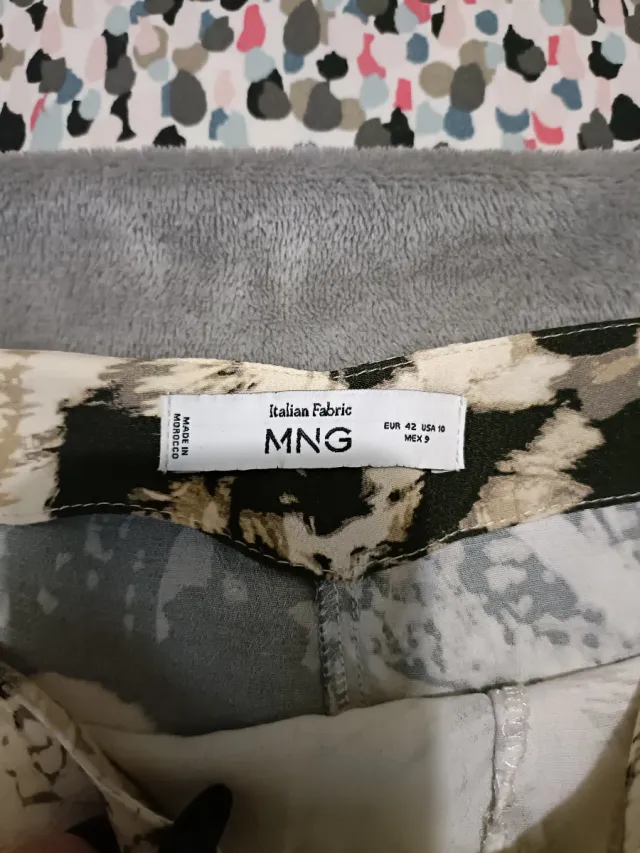 Italian Fabric
MNG
EUR 42 USA 10
MEX 9
MADE IN
MOROCCO